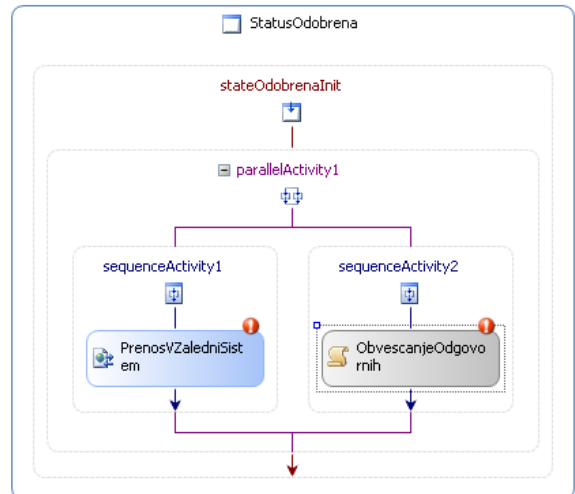 StatusOdobrena
stateOdobrenaInit
parallelActivity1
sequenceActivity1
sequenceActivity2
PrenosVZaledniSist
em
ObvescanjeOdgovo
rnih